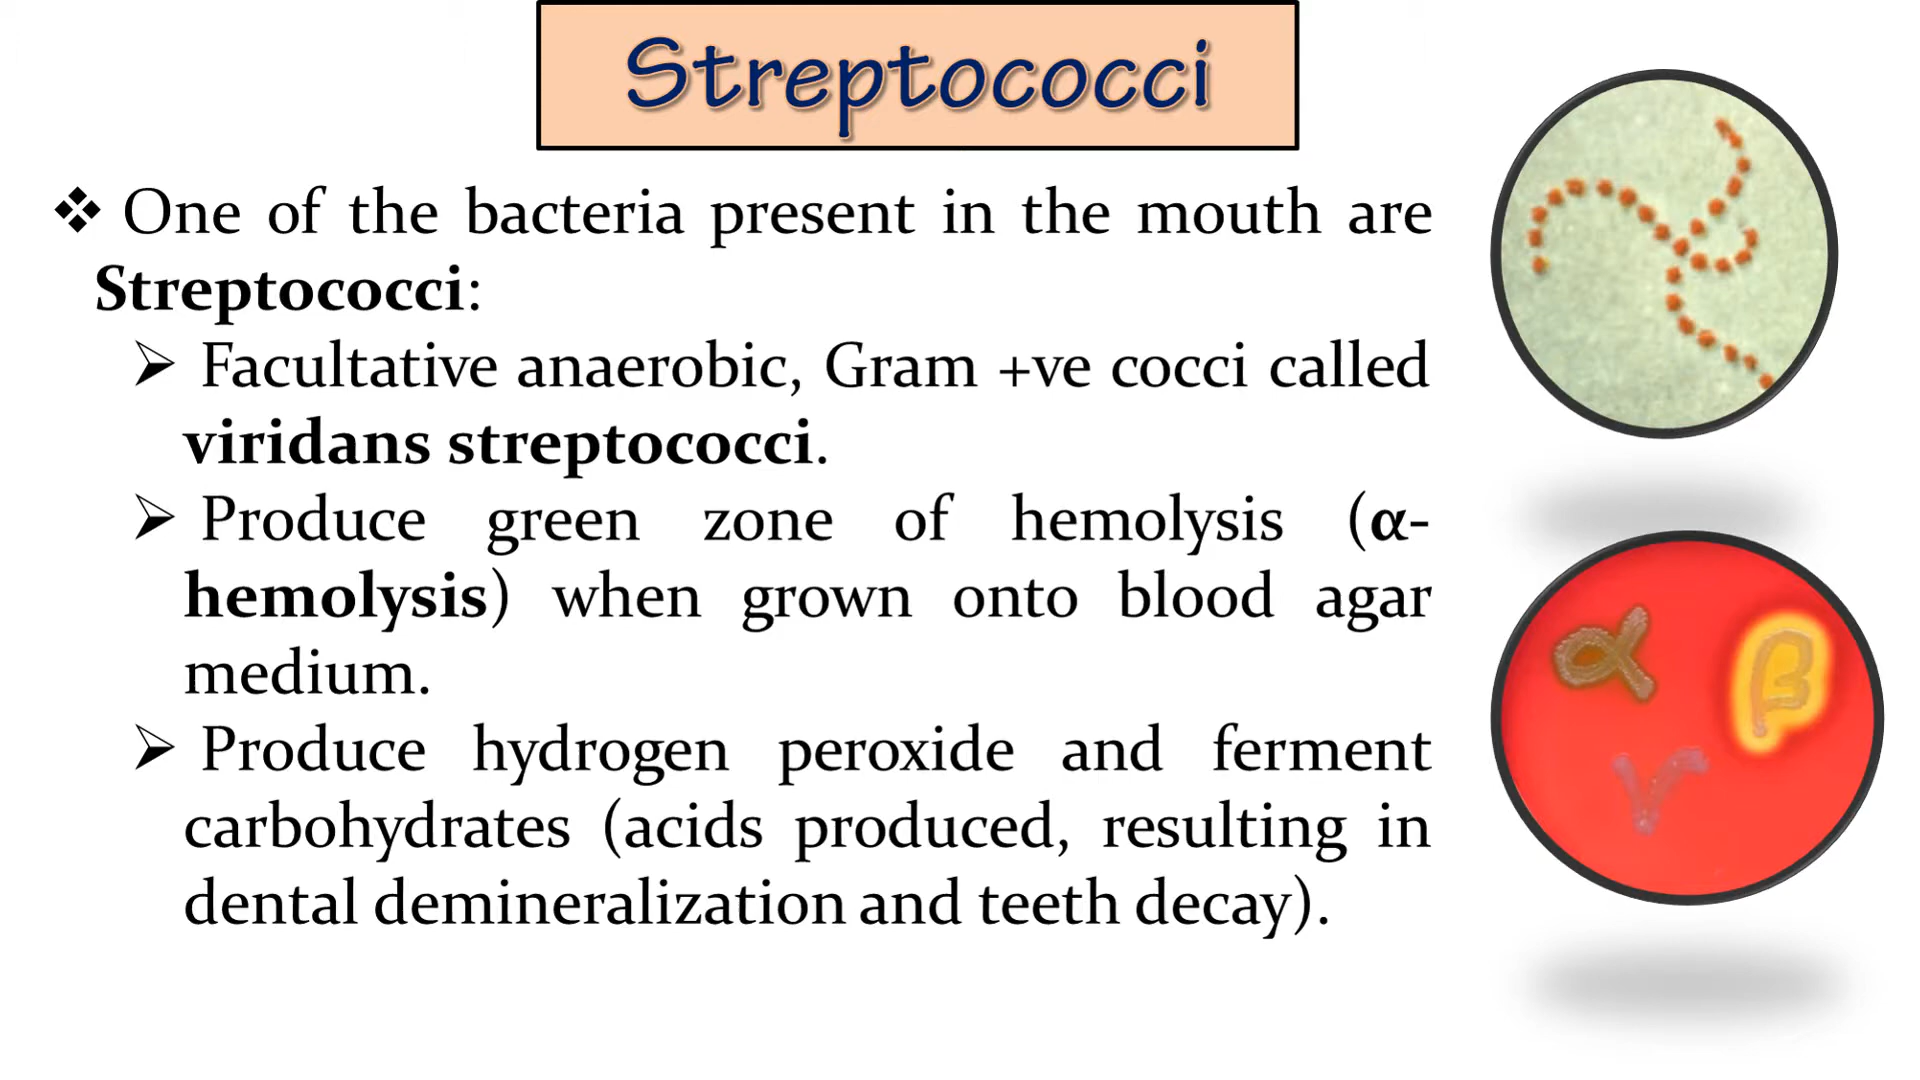 Streptococci
❖ One of the bacteria present in the mouth are
Streptococci:
➢ Facultative anaerobic, Gram +ve cocci called
viridans streptococci.
➢ Produce green zone of hemolysis (α-
hemolysis) when grown onto blood agar
medium.
➢ Produce hydrogen peroxide and ferment
carbohydrates (acids produced, resulting in
dental demineralization and teeth decay).
α
β
γ